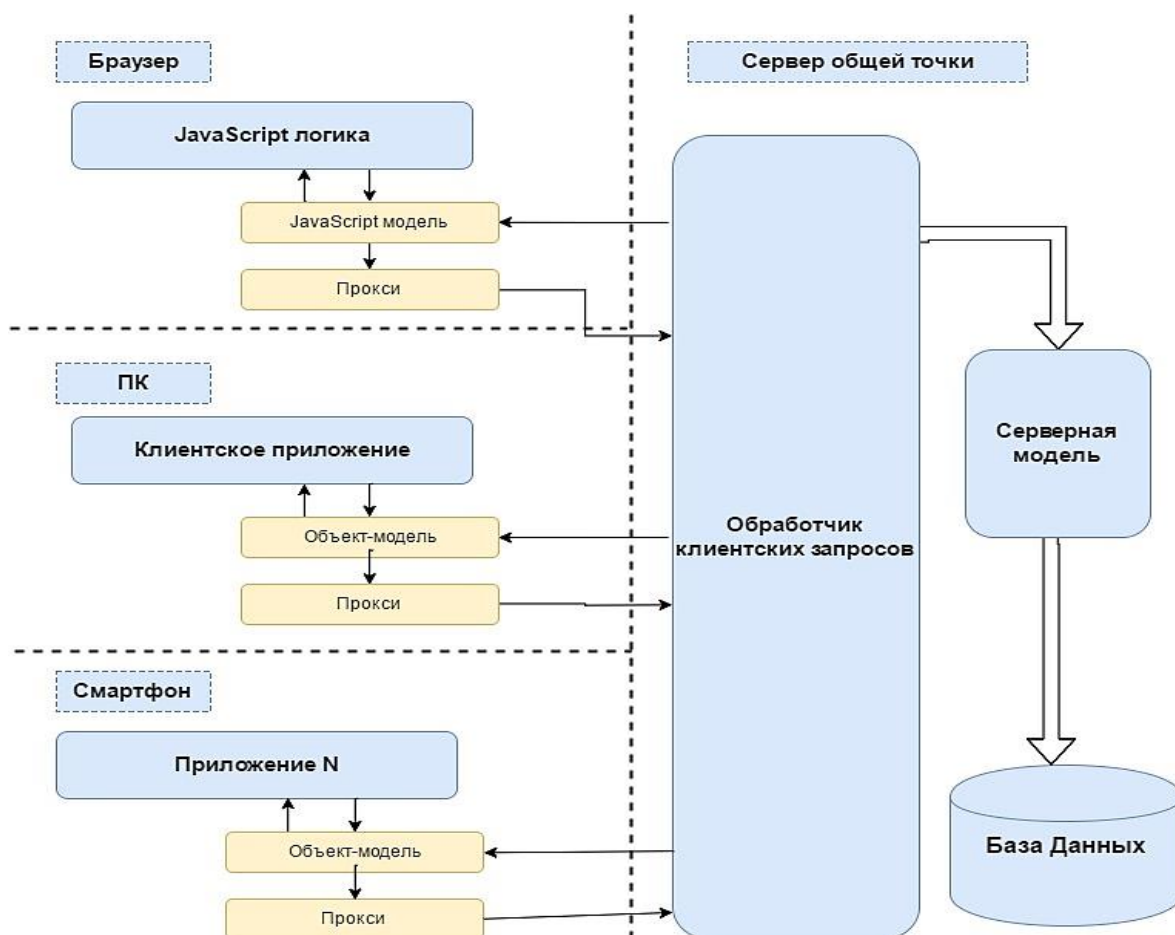 Браузер
JavaScript логика
JavaScript модель
Прокси
ПК
Клиентское приложение
Объект-модель
Прокси
Смартфон
Приложение N
Объект-модель
Прокси
Сервер общей точки
Обработчик
клиентских запросов
Серверная
модель
База Данных